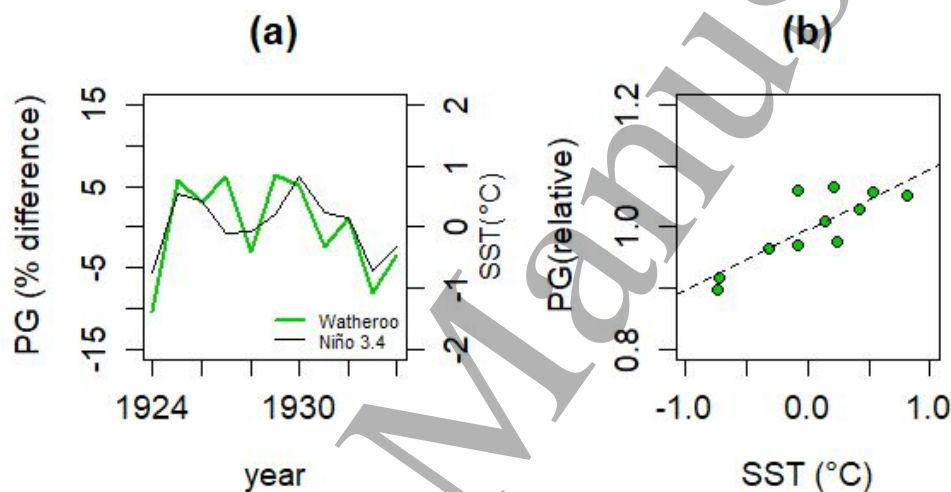 (a)
PG (% difference)
15
5
-5
-15
2
1
0
-1
-2
SST(°C)
Watheroo
Niño 3.4
1924
1930
year
(b)
PG(relative)
1.2
1.0
0.8
-1.0
0.0
1.0
SST (°C)
Manus